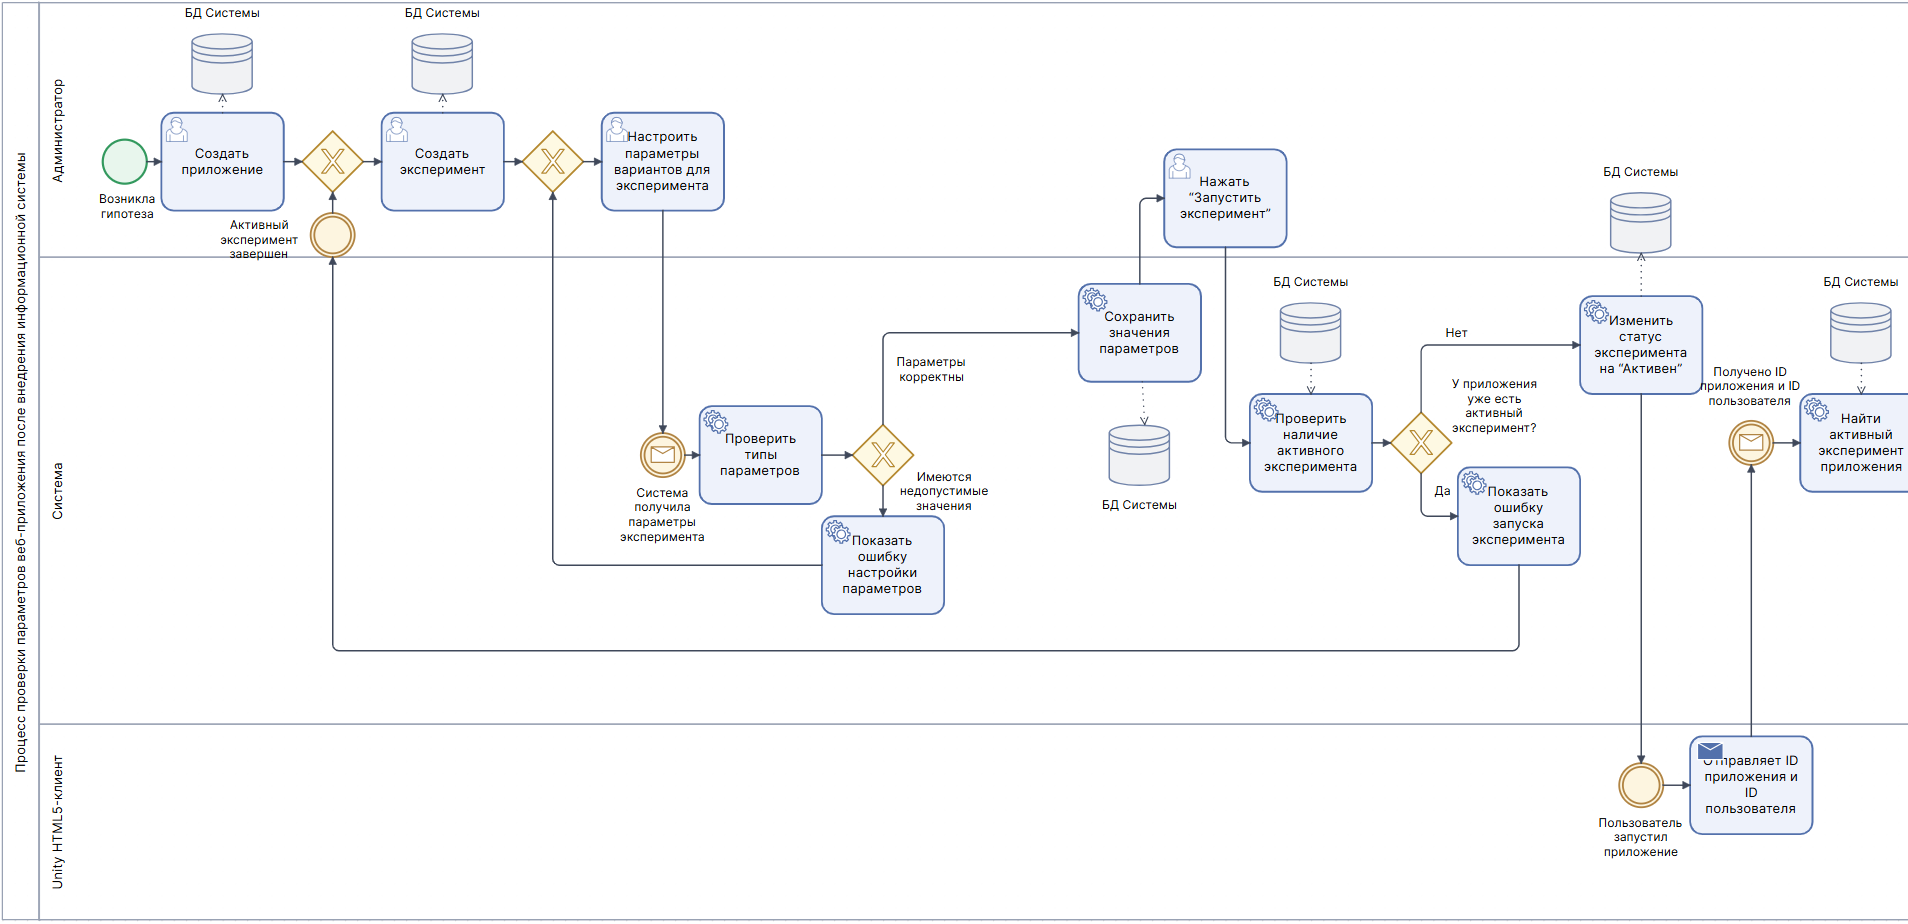 Процесс проверки параметров веб-приложения после внедрения информационной системы
Администратор
БД Системы
БД Системы
Возникла
гипотеза
Создать
приложение
Активный
эксперимент
завершен
Создать
эксперимент
Настроить
параметры
вариантов для
эксперимента
Нажать
“Запустить
эксперимент”
БД Системы
Система
Система
получила
параметры
эксперимента
Проверить
типы
параметров
Параметры
корректны
Имеются
недопустимые
значения
Показать
ошибку
настройки
параметров
Сохранить
значения
параметров
БД Системы
БД Системы
Проверить
наличие
активного
эксперимента
Нет
У приложения
уже есть
активный
эксперимент?
Да
Показать
ошибку
запуска
эксперимента
Изменить
статус
эксперимента
на “Активен”
Получено ID
приложения и ID
пользователя
БД Системы
Найти
активный
эксперимент
приложения
Unity HTML5-клиент
Пользователь
запустил
приложение
Отправляет ID
приложения и
ID
пользователя